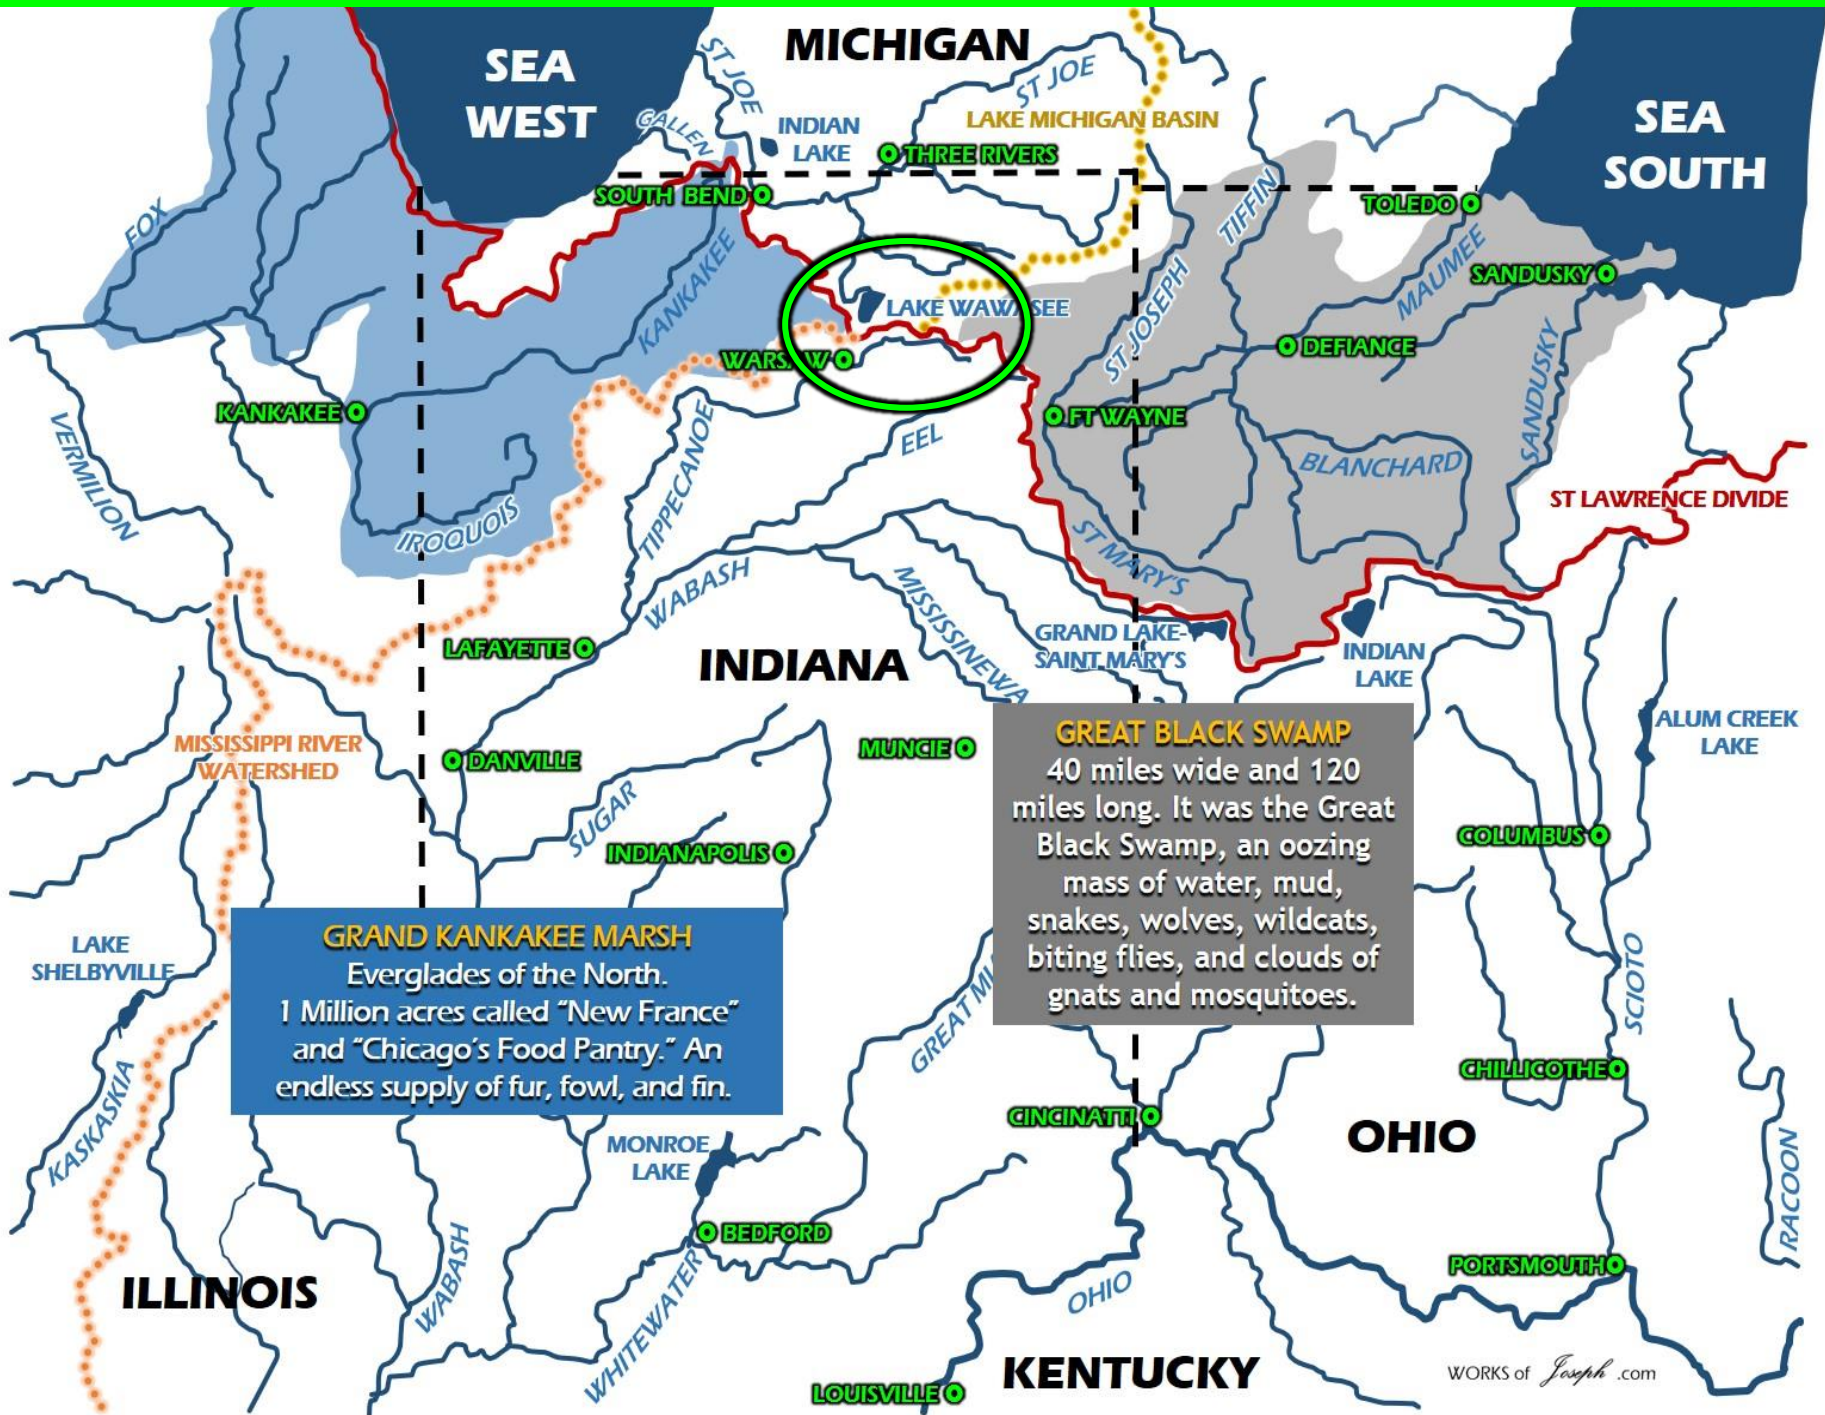 MICHIGAN
SEA
WEST
ST JOE
GALLEN
INDIAN
LAKE
ST JOE
LAKE MICHIGAN BASIN
THREE RIVERS
SEA
SOUTH
SOUTH BEND
TOLEDO
FOX
KANKAKEE
TIFFIN
MAUMEE
SANDUSKY
LAKE WAWASEE
ST JOSEPH
WARSAW
DEFIANCE
SANDUSKY
KANKAKEE
FT WAYNE
VERMILION
TIPPECANOE
EEL
BLANCHARD
IROQUOIS
ST LAWRENCE DIVIDE
WABASH
MISSISSINEWA
ST MARY'S
LAFAYETTE
INDIANA
GRAND LAKE-
SAINT MARY'S
INDIAN
LAKE
MISSISSIPPI RIVER
WATERSHED
DANVILLE
MUNCIE
GREAT BLACK SWAMP
40 miles wide and 120
miles long. It was the Great
Black Swamp, an oozing
mass of water, mud,
snakes, wolves, wildcats,
biting flies, and clouds of
gnats and mosquitoes.
ALUM CREEK
LAKE
SUGAR
INDIANAPOLIS
COLUMBUS
LAKE
SHELBYVILLE
GRAND KANKAKEE MARSH
Everglades of the North.
1 Million acres called "New France"
and "Chicago's Food Pantry." An
endless supply of fur, fowl, and fin.
GREAT
SCIOTO
KASKASKIA
CHILLICOTHE
CINCINATTI
OHIO
MONROE
LAKE
RACOON
BEDFORD
ILLINOIS
WABASH
WHITEWATER
OHIO
PORTSMOUTH
KENTUCKY
LOUISVILLE
WORKS of Joseph .com